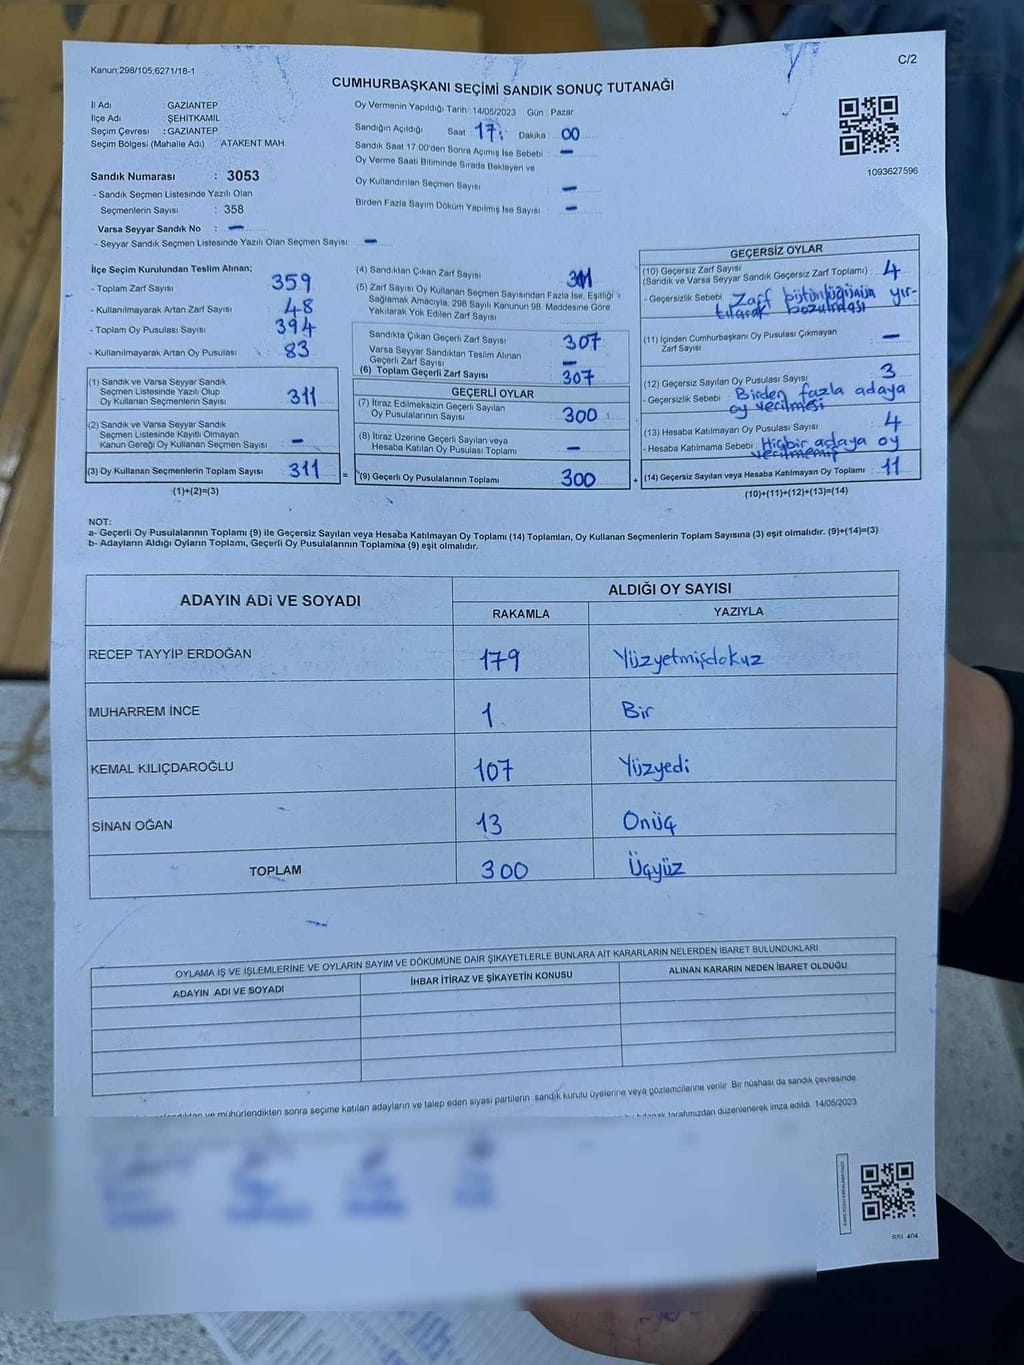 Kanun:298/105,6271/18-1
C/2
CUMHURBAŞKANI SEÇİMİ SANDIK SONUÇ TUTANAĞI
İl Adı : GAZİANTEP
İlçe Adı : ŞEHİTKAMİL
Seçim Çevresi : GAZİANTEP
Seçim Bölgesi (Mahalle Adı) : ATAKENT MAH.
Sandık Numarası : 3053
- Sandık Seçmen Listesinde Yazılı Olan
Seçmenlerin Sayısı : 358
Varsa Seyyar Sandık No : –
- Seyyar Sandık Seçmen Listesinde Yazılı Olan Seçmen Sayısı: –
Oy Vermenin Yapıldığı Tarih: 14/05/2023 Gün : Pazar
Sandığın Açıldığı Saat 17: Dakika 00
Sandık Saat 17.00'den Sonra Açımış İse Sebebi –
Oy Verme Saati Bitiminde Sırada Bekleyen ve
Oy Kullandırılan Seçmen Sayısı –
Birden Fazla Sayım Döküm Yapılmış İse Sayısı –
1093627596
İlçe Seçim Kurulundan Teslim Alınan:
- Toplam Zarf Sayısı 359
- Kullanılmayarak Artan Zarf Sayısı 48
- Toplam Oy Pusulası Sayısı 394
- Kullanılmayarak Artan Oy Pusulası 83
(1) Sandık ve Varsa Seyyar Sandık
Seçmen Listesinde Yazılı Olup
Oy Kullanan Seçmenlerin Sayısı 311
(2) Sandık ve Varsa Seyyar Sandık
Seçmen Listesinde Kayıtlı Olmayan
Kanun Gereği Oy Kullanan Seçmen Sayısı –
(3) Oy Kullanan Seçmenlerin Toplam Sayısı 311 =
(1)+(2)=(3)
(4) Sandıktan Çıkan Zarf Sayısı 311
(5) Zarf Sayısı Oy Kullanan Seçmen Sayısından Fazla İse, Eşitliği
Sağlamak Amacıyla, 298 Sayılı Kanunun 98. Maddesine Göre
Yakılarak Yok Edilen Zarf Sayısı
Sandıkta Çıkan Geçerli Zarf Sayısı 307
Varsa Seyyar Sandıktan Teslim Alınan
Geçerli Zarf Sayısı –
(6) Toplam Geçerli Zarf Sayısı 307
GEÇERLİ OYLAR
(7) İtiraz Edilmeksizin Geçerli Sayılan
Oy Pusulalarının Sayısı 300
(8) İtiraz Üzerine Geçerli Sayılan veya
Hesaba Katılan Oy Pusulası Toplamı –
(9) Geçerli Oy Pusulalarının Toplamı 300 +
GEÇERSİZ OYLAR
(10) Geçersiz Zarf Sayısı
(Sandık ve Varsa Seyyar Sandık Geçersiz Zarf Toplamı) : 4
- Geçersizlik Sebebi Zarf bütünlüğünün yır-
tılarak bozulması
(11) İçinden Cumhurbaşkanı Oy Pusulası Çıkmayan
Zarf Sayısı –
(12) Geçersiz Sayılan Oy Pusulası Sayısı 3
- Geçersizlik Sebebi Birden fazla adaya
oy verilmesi
(13) Hesaba Katılmayan Oy Pusulası Sayısı 4
- Hesaba Katılmama Sebebi Hiçbir adaya oy
verilmemiş
(14) Geçersiz Sayılan veya Hesaba Katılmayan Oy Toplamı 11
(10)+(11)+(12)+(13)=(14)
NOT:
a- Geçerli Oy Pusulalarının Toplamı (9) ile Geçersiz Sayılan veya Hesaba Katılmayan Oy Toplamı (14) Toplamları, Oy Kullanan Seçmenlerin Toplam Sayısına (3) eşit olmalıdır. (9)+(14)=(3)
b- Adayların Aldığı Oyların Toplamı, Geçerli Oy Pusulalarının Toplamına (9) eşit olmalıdır.
ADAYIN ADI VE SOYADI
ALDIĞI OY SAYISI
RAKAMLA YAZIYLA
RECEP TAYYİP ERDOĞAN 179 Yüzyetmişdokuz
MUHARREM İNCE 1 Bir
KEMAL KILIÇDAROĞLU 107 Yüzyedi
SİNAN OĞAN 13 Onüç
TOPLAM 300 Üçyüz
OYLAMA İŞ VE İŞLEMLERİNE VE OYLARIN SAYIM VE DÖKÜMÜNE DAİR ŞİKAYETLERLE BUNLARA AİT KARARLARIN NELERDEN İBARET BULUNDUKLARI
ADAYIN ADI VE SOYADI İHBAR İTİRAZ VE ŞİKAYETİN KONUSU ALINAN KARARIN NEDEN İBARET OLDUĞU
ve mühürlendikten sonra seçime katılan adayların ve talep eden siyasi partilerin sandık kurulu üyelerine veya gözlemcilerine verilir. Bir nüshası da sandık çevresinde
tutanak tarafımızdan düzenlenerek imza edildi. 14/05/2023